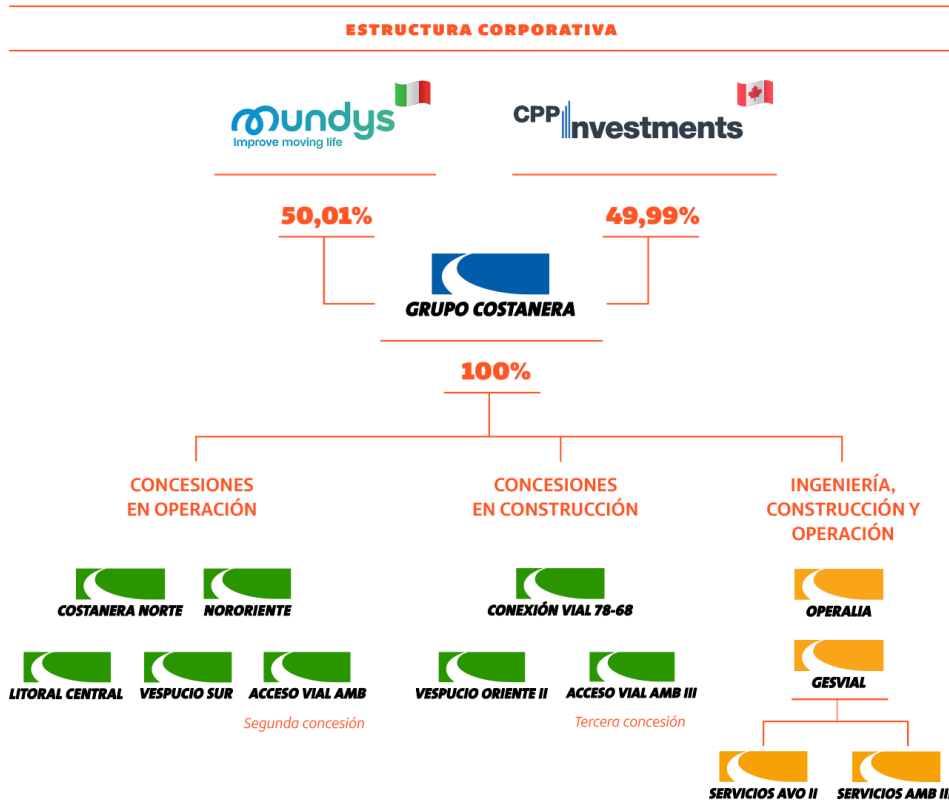 ESTRUCTURA CORPORATIVA
mundys
Improve moving life
CPP Investments
50,01%
49,99%
GRUPO COSTANERA
100%
CONCESIONES
EN OPERACIÓN
CONCESIONES
EN CONSTRUCCIÓN
INGENIERÍA,
CONSTRUCCIÓN Y
OPERACIÓN
COSTANERA NORTE
NORORIENTE
CONEXIÓN VIAL 78-68
OPERALIA
LITORAL CENTRAL
VESPUCIO SUR
ACCESO VIAL AMB
Segunda concesión
VESPUCIO ORIENTE II
ACCESO VIAL AMB III
Tercera concesión
GESVIAL
SERVICIOS AVO II
SERVICIOS AMB III